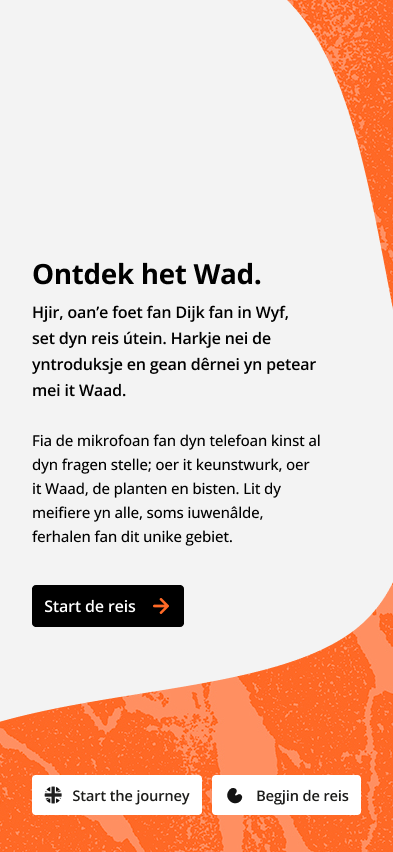 Ontdek het Wad.
Hjir, oan’e foet fan Dijk fan in Wyf,
set dyn reis útein. Harkje nei de
yntroduksje en gean dêrnei yn petear
mei it Waad.
Fia de mikrofoan fan dyn telefoan kinst al
dyn fragen stelle; oer it keunstwurk, oer
it Waad, de planten en bisten. Lit dy
meifiere yn alle, soms iuwenâlde,
ferhalen fan dit unike gebiet.
Start de reis
Start the journey
Begjin de reis